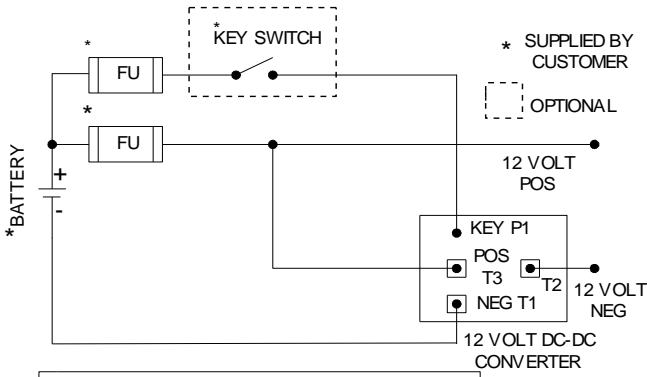 *
KEY SWITCH
* SUPPLIED BY
CUSTOMER
*
FU
OPTIONAL
*
FU
12 VOLT
POS
*BATTERY
+
-
KEY P1
POS
T3
T2
NEG T1
12 VOLT
NEG
12 VOLT DC-DC
CONVERTER